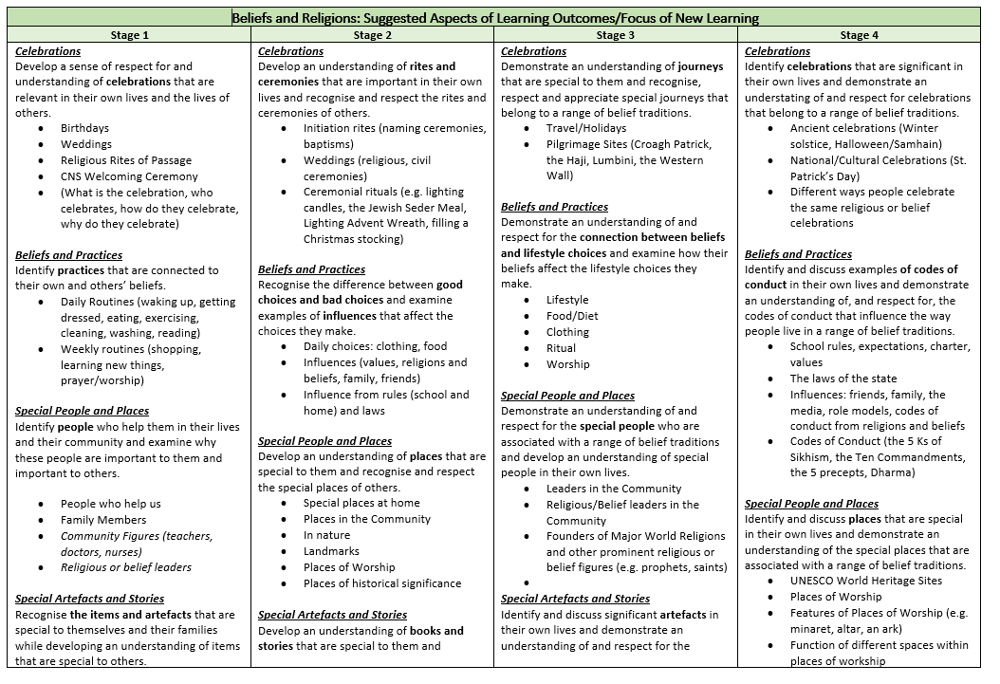 Beliefs and Religions: Suggested Aspects of Learning Outcomes/Focus of New Learning
Stage 1
Celebrations
Develop a sense of respect for and
understanding of celebrations that are
relevant in their own lives and the lives of
others.
• Birthdays
• Weddings
• Religious Rites of Passage
• CNS Welcoming Ceremony
• (What is the celebration, who
celebrates, how do they celebrate,
why do they celebrate)
Beliefs and Practices
Identify practices that are connected to
their own and others’ beliefs.
• Daily Routines (waking up, getting
dressed, eating, exercising,
cleaning, washing, reading)
• Weekly routines (shopping,
learning new things,
prayer/worship)
Special People and Places
Identify people who help them in their lives
and their community and examine why
these people are important to them and
important to others.
• People who help us
• Family Members
• Community Figures (teachers,
doctors, nurses)
• Religious or belief leaders
Special Artefacts and Stories
Recognise the items and artefacts that are
special to themselves and their families
while developing an understanding of items
that are special to others.
Stage 2
Celebrations
Develop an understanding of rites and
ceremonies that are important in their own
lives and recognise and respect the rites and
ceremonies of others.
• Initiation rites (naming ceremonies,
baptisms)
• Weddings (religious, civil
ceremonies)
• Ceremonial rituals (e.g. lighting
candles, the Jewish Seder Meal,
Lighting Advent Wreath, filling a
Christmas stocking)
Beliefs and Practices
Recognise the difference between good
choices and bad choices and examine
examples of influences that affect the
choices they make.
• Daily choices: clothing, food
• Influences (values, religions and
beliefs, family, friends)
• Influence from rules (school and
home) and laws
Special People and Places
Develop an understanding of places that are
special to them and recognise and respect
the special places of others.
• Special places at home
• Places in the Community
• In nature
• Landmarks
• Places of Worship
• Places of historical significance
Special Artefacts and Stories
Develop an understanding of books and
stories that are special to them and
Stage 3
Celebrations
Demonstrate an understanding of journeys
that are special to them and recognise,
respect and appreciate special journeys that
belong to a range of belief traditions.
• Travel/Holidays
• Pilgrimage Sites (Croagh Patrick,
the Hajj, Lumbini, the Western
Wall)
Beliefs and Practices
Demonstrate an understanding of and
respect for the connection between beliefs
and lifestyle choices and examine how their
beliefs affect the lifestyle choices they
make.
• Lifestyle
• Food/Diet
• Clothing
• Ritual
• Worship
Special People and Places
Demonstrate an understanding of and
respect for the special people who are
associated with a range of belief traditions
and develop an understanding of special
people in their own lives.
• Leaders in the Community
• Religious/Belief leaders in the
Community
• Founders of Major World Religions
and other prominent religious or
belief figures (e.g. prophets, saints)
•
Special Artefacts and Stories
Identify and discuss significant artefacts in
their own lives and demonstrate an
understanding of and respect for the
Stage 4
Celebrations
Identify celebrations that are significant in
their own lives and demonstrate an
understating of and respect for celebrations
that belong to a range of belief traditions.
• Ancient celebrations (Winter
solstice, Halloween/Samhain)
• National/Cultural Celebrations (St.
Patrick’s Day)
• Different ways people celebrate
the same religious or belief
celebrations
Beliefs and Practices
Identify and discuss examples of codes of
conduct in their own lives and demonstrate
an understanding of, and respect for, the
codes of conduct that influence the way
people live in a range of belief traditions.
• School rules, expectations, charter,
values
• The laws of the state
• Influences: friends, family, the
media, role models, codes of
conduct from religions and beliefs
• Codes of Conduct (the 5 Ks of
Sikhism, the Ten Commandments,
the 5 precepts, Dharma)
Special People and Places
Identify and discuss places that are special
in their own lives and demonstrate an
understanding of the special places that are
associated with a range of belief traditions.
• UNESCO World Heritage Sites
• Places of Worship
• Features of Places of Worship (e.g.
minaret, altar, an ark)
• Function of different spaces within
places of workship